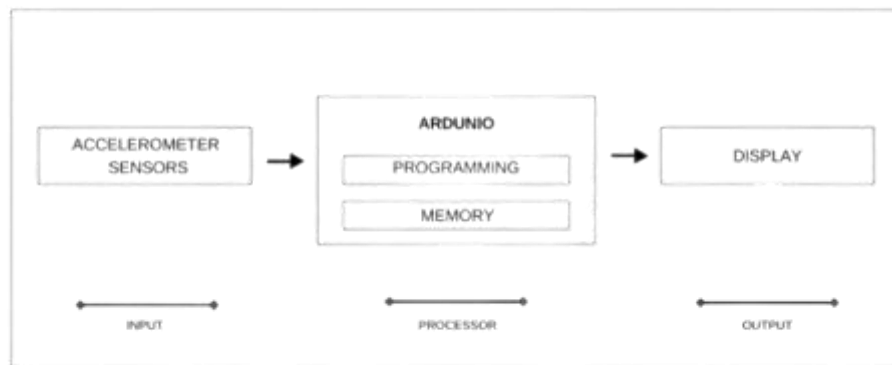 ACCELEROMETER
SENSORS
ARDUNIO
PROGRAMMING
MEMORY
DISPLAY
INPUT
PROCESSOR
OUTPUT